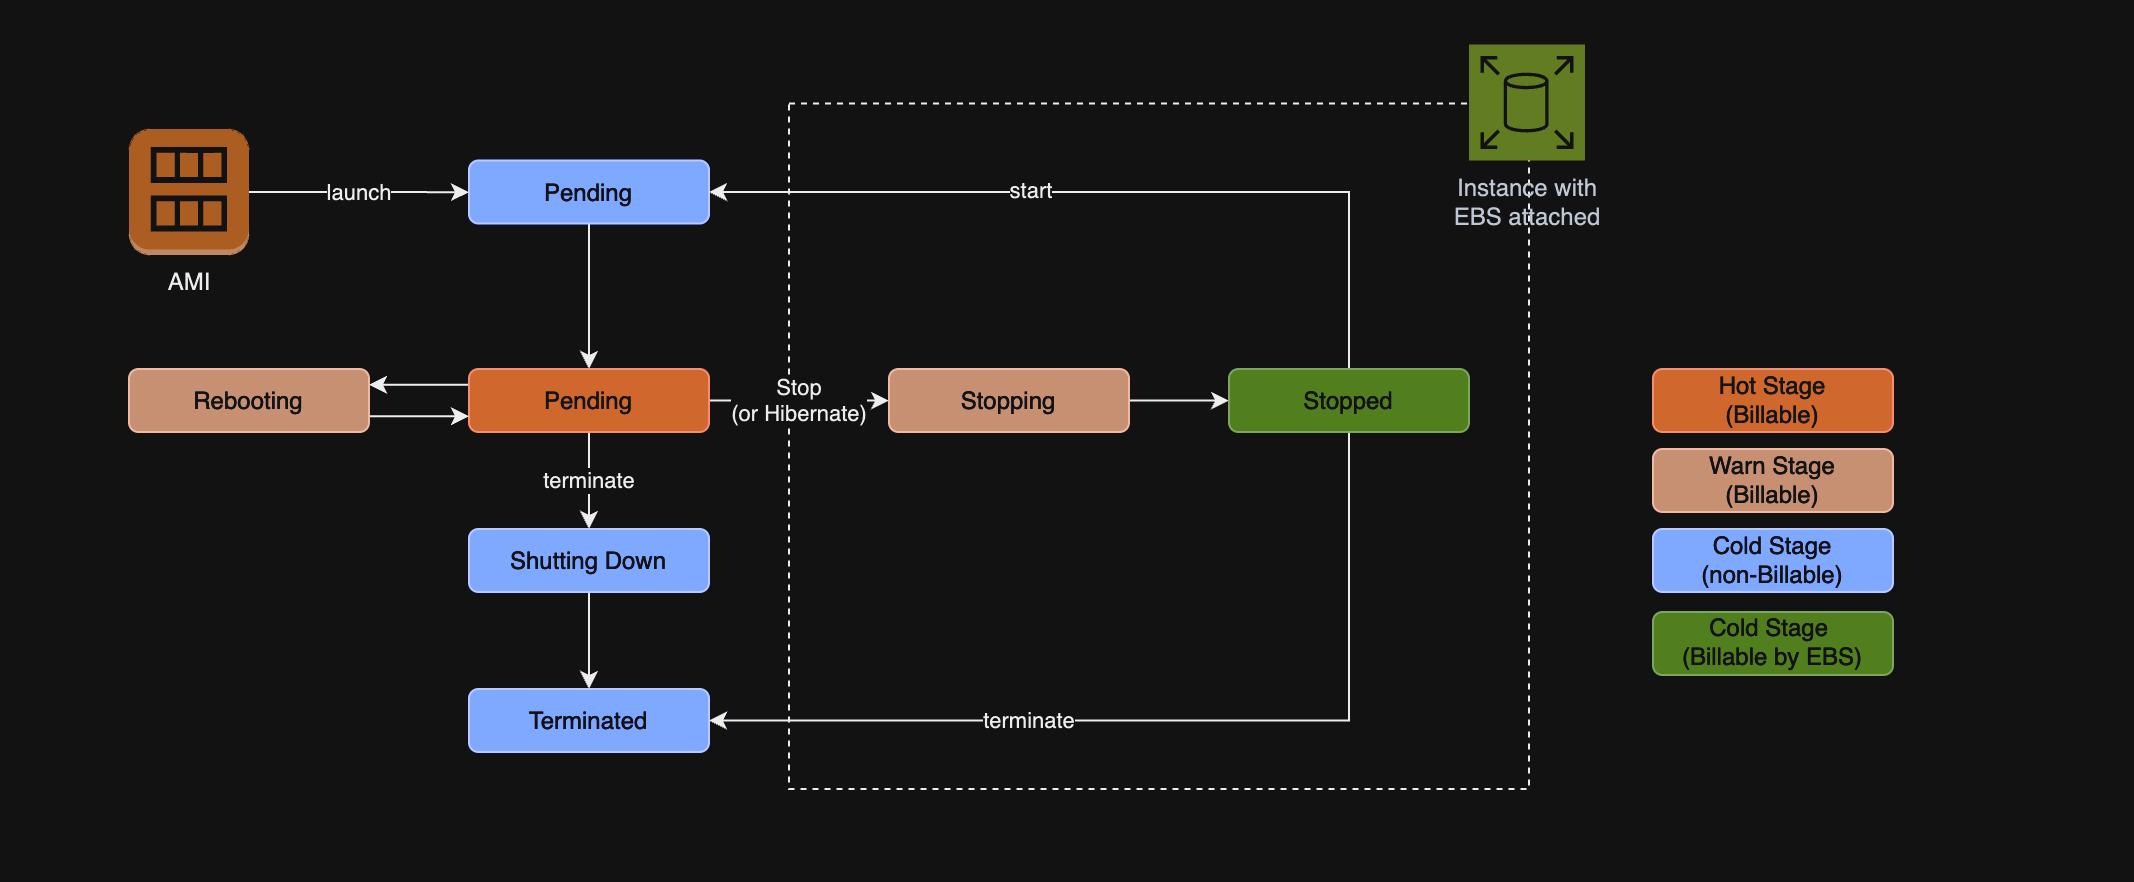 launch
Pending
start
Instance with
EBS attached
AMI
Rebooting
Pending
Stop
(or Hibernate)
Stopping
Stopped
Hot Stage
(Billable)
terminate
Warn Stage
(Billable)
Shutting Down
Cold Stage
(non-Billable)
Cold Stage
(Billable by EBS)
Terminated
terminate